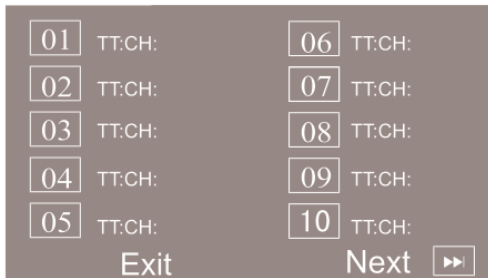 01 TT:CH: 06 TT:CH:
02 TT:CH: 07 TT:CH:
03 TT:CH: 08 TT:CH:
04 TT:CH: 09 TT:CH:
05 TT:CH: 10 TT:CH:
Exit Next